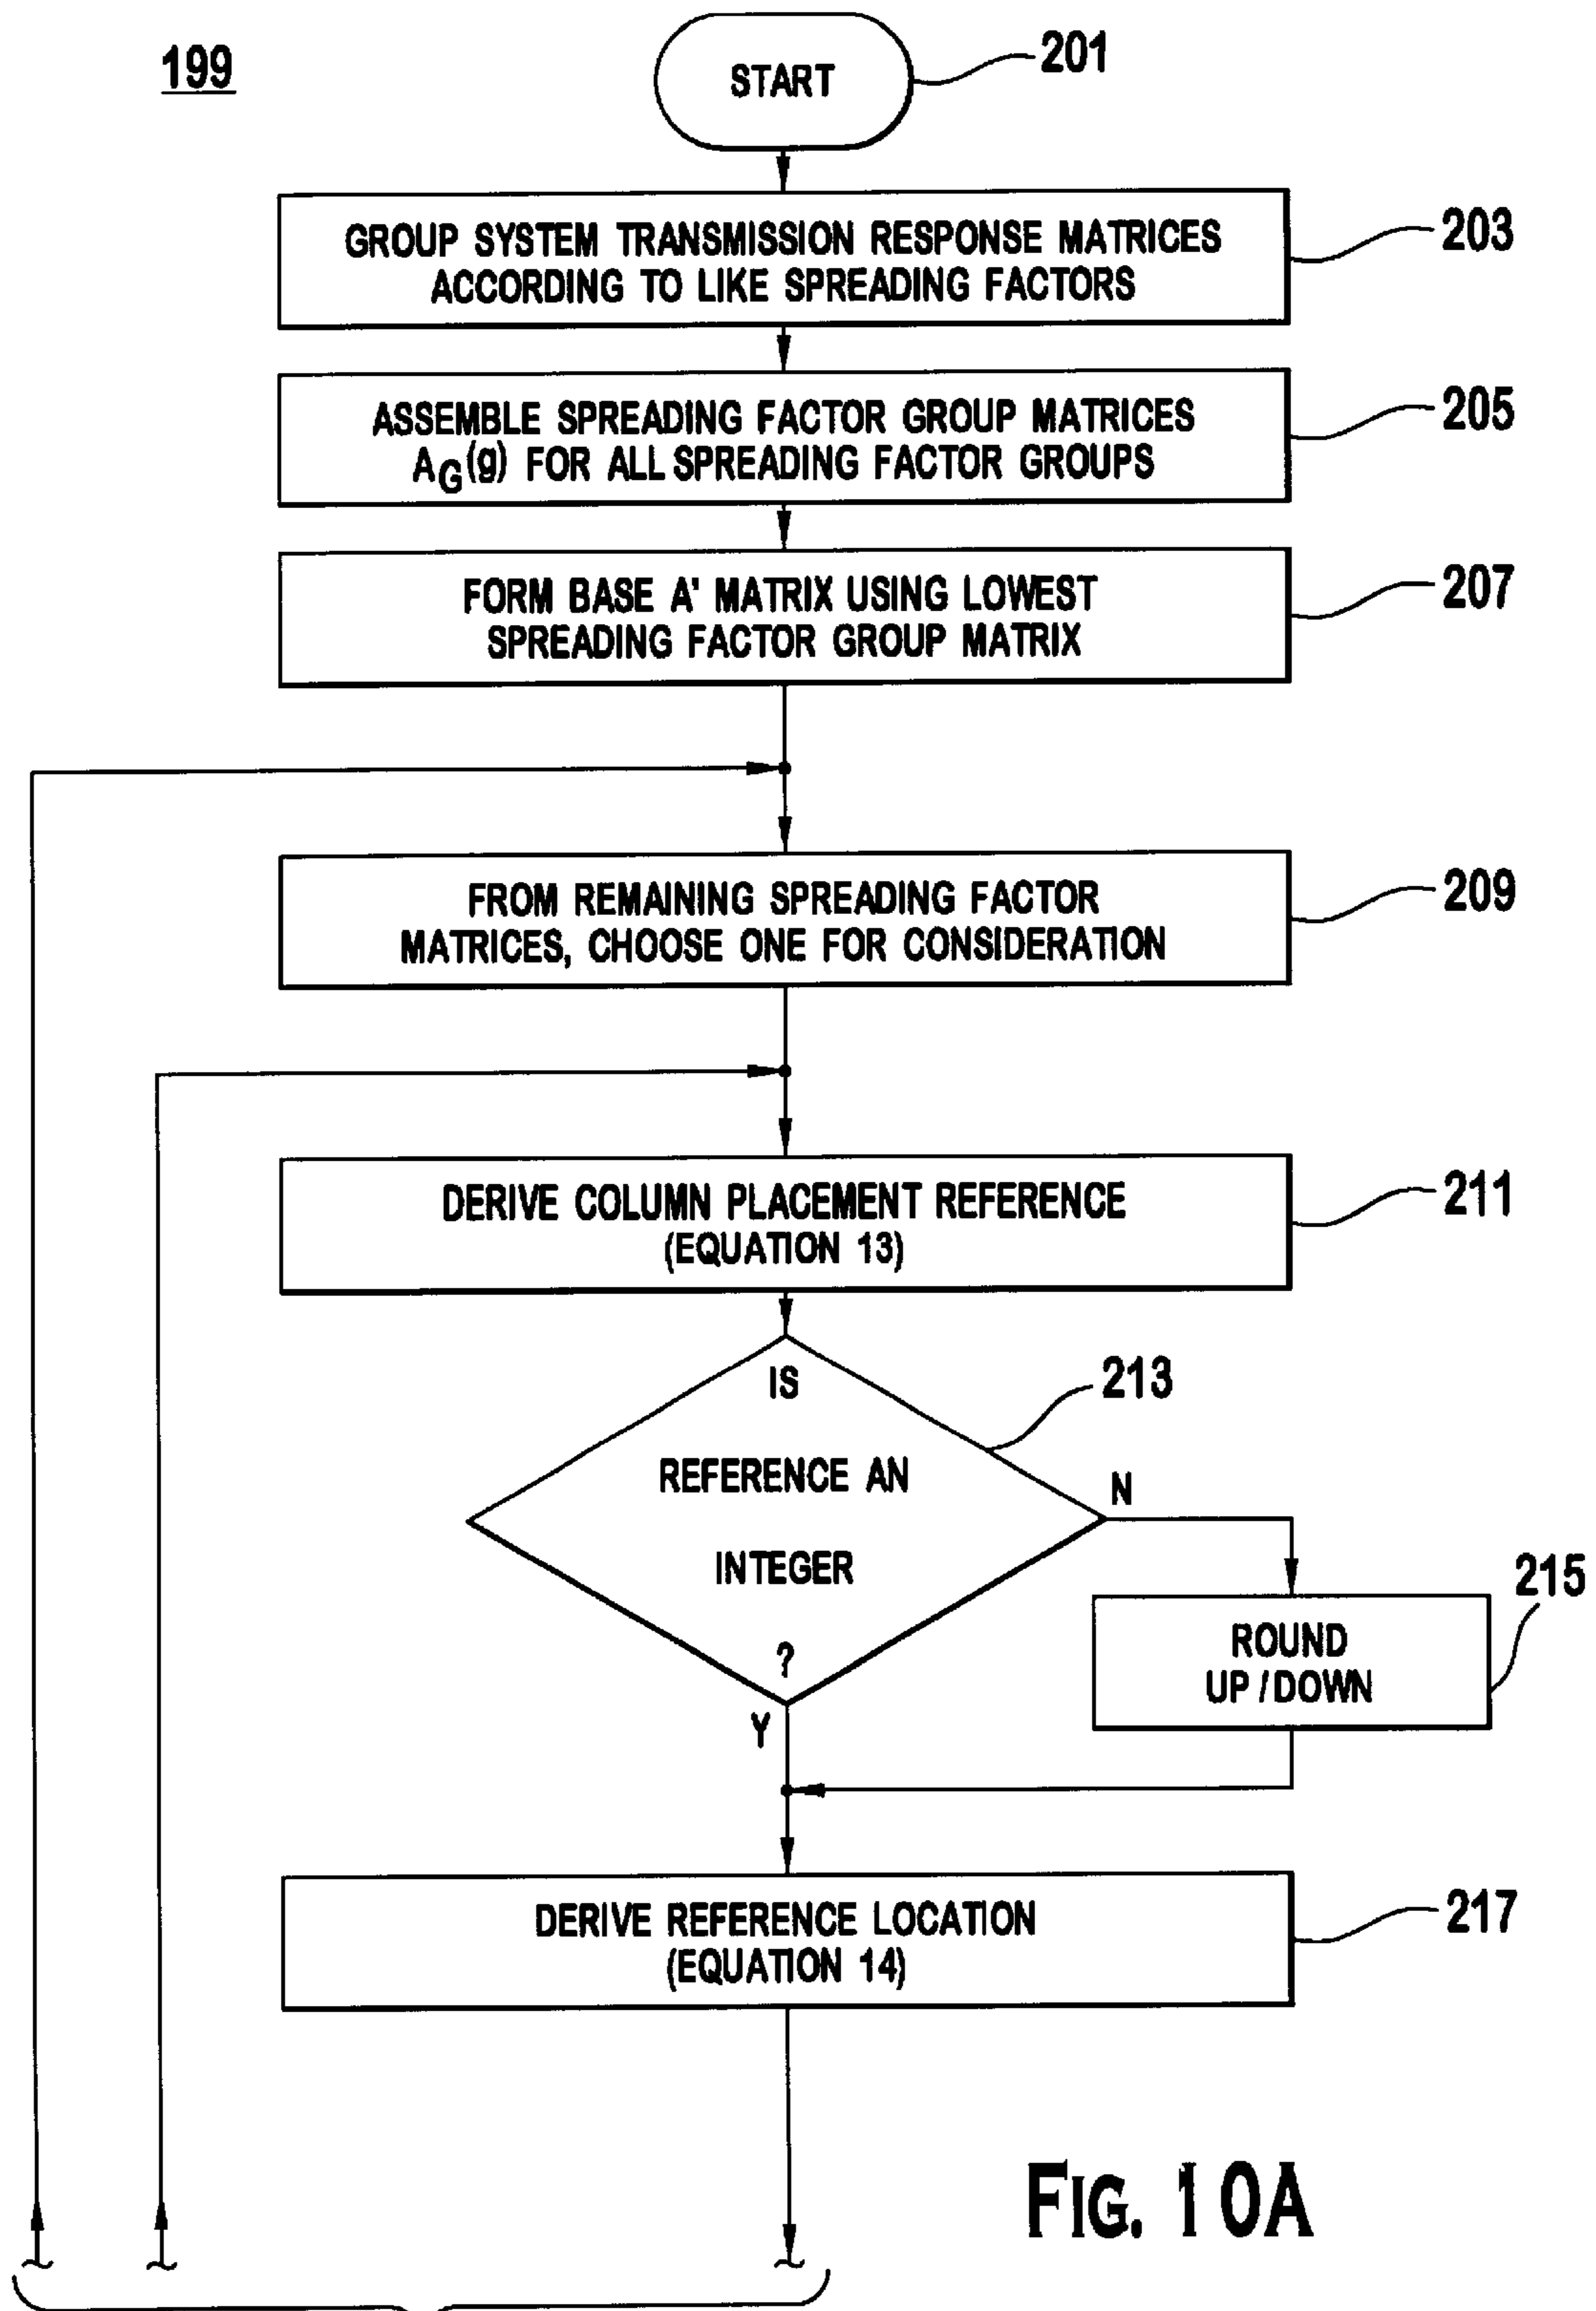 199
START
201
GROUP SYSTEM TRANSMISSION RESPONSE MATRICES
ACCORDING TO LIKE SPREADING FACTORS
203
ASSEMBLE SPREADING FACTOR GROUP MATRICES
AG(g) FOR ALL SPREADING FACTOR GROUPS
205
FORM BASE A' MATRIX USING LOWEST
SPREADING FACTOR GROUP MATRIX
207
FROM REMAINING SPREADING FACTOR
MATRICES, CHOOSE ONE FOR CONSIDERATION
209
DERIVE COLUMN PLACEMENT REFERENCE
(EQUATION 13)
211
IS
REFERENCE AN
INTEGER
?
213
N
Y
ROUND
UP/DOWN
215
DERIVE REFERENCE LOCATION
(EQUATION 14)
217
FIG. 10A